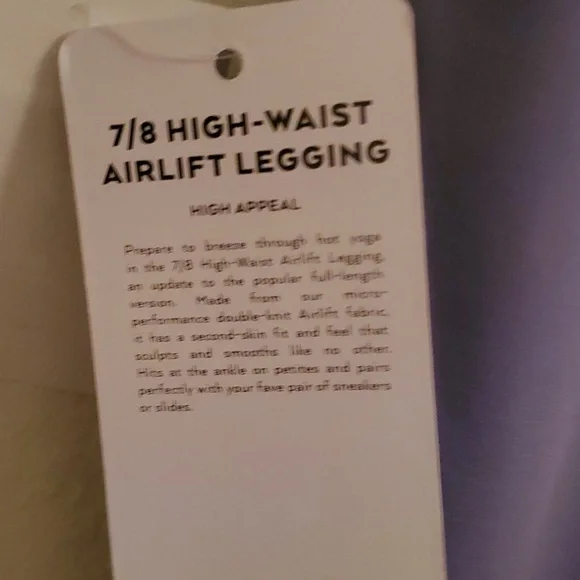 7/8 HIGH-WAIST
AIRLIFT LEGGING
HIGH APPEAL
Prepare to breeze through hot yoga
in the 7/8 High-Waist Airlift Legging,
an update to the popular full-length
version. Made from our micro-
performance double-knit Airlift fabric,
it has a second-skin fit and feel that
sculpts and smooths like no other.
Hits at the ankle on petites and pairs
perfectly with your fave pair of sneakers
or slides.